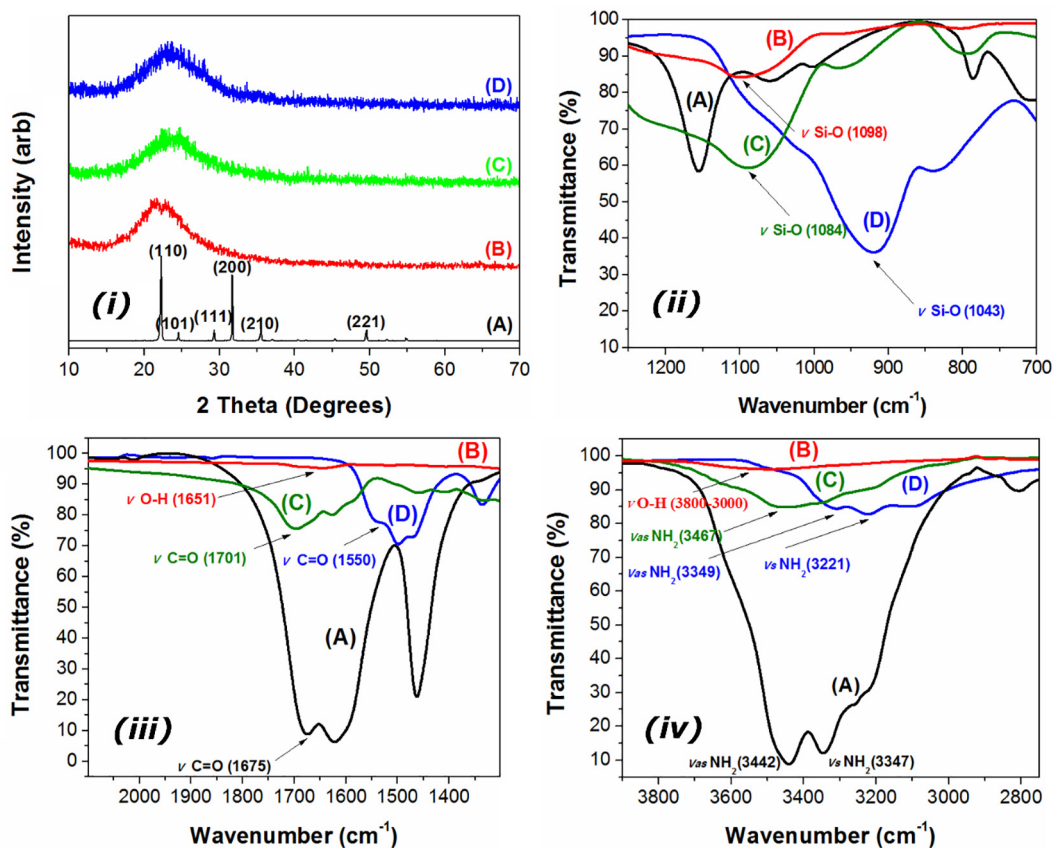 Intensity (arb)
(D)
(C)
(B)
(110)
(200)
(i)
(101)
(111)
(210)
(221)
(A)
10 20 30 40 50 60 70
2 Theta (Degrees)
Transmittance (%)
100
90
80
70
60
50
40
30
20
10
(B)
(A)
ν Si-O (1098)
(C)
(D)
ν Si-O (1084)
(ii)
ν Si-O (1043)
1200 1100 1000 900 800 700
Wavenumber (cm-1)
Transmittance (%)
100
90
80
70
60
50
40
30
20
10
0
(B)
ν O-H (1651)
(C)
(D)
ν C=O (1701)
ν C=O (1550)
(A)
(iii)
ν C=O (1675)
2000 1900 1800 1700 1600 1500 1400
Wavenumber (cm-1)
Transmittance (%)
100
90
80
70
60
50
40
30
20
10
(B)
(C)
(D)
ν O-H (3800-3000)
νas NH2(3467)
νas NH2(3349)
νs NH2(3221)
(A)
(iv)
νas NH2(3442)
νs NH2(3347)
3800 3600 3400 3200 3000 2800
Wavenumber (cm-1)